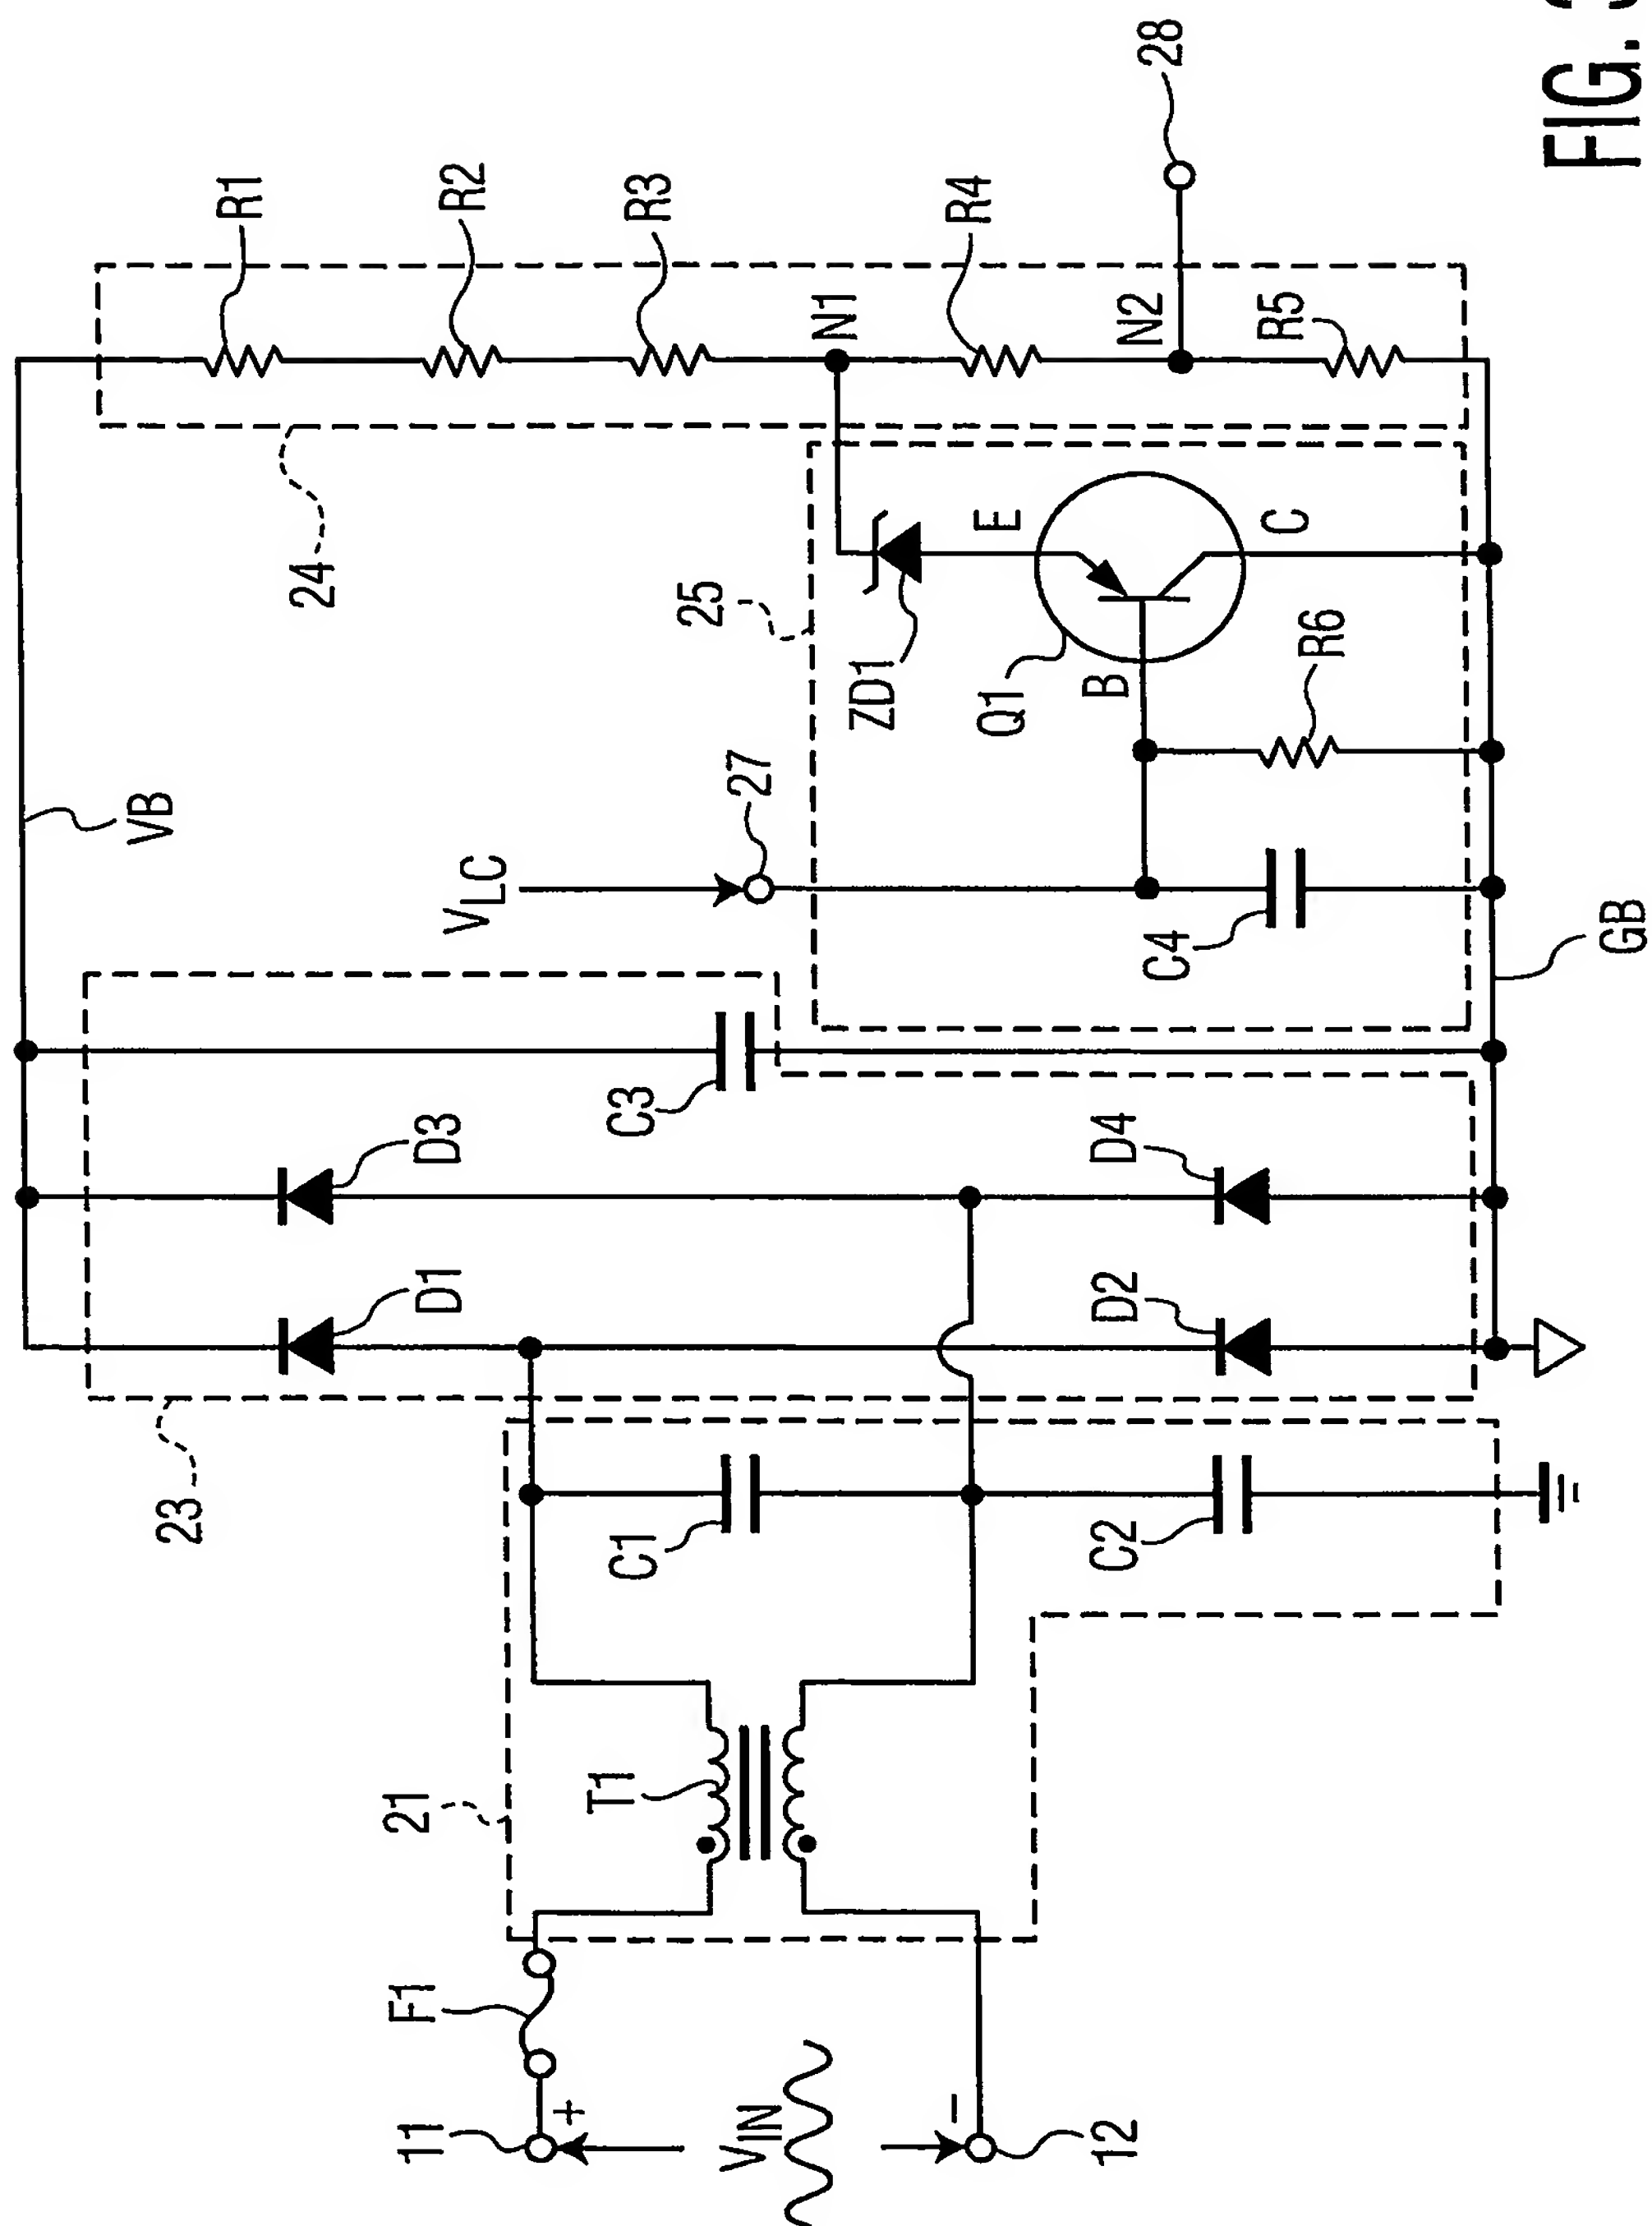 VB
24
R1
R2
R3
N1
R4
N2
R5
28
25
ZD1
E
C
Q1
B
R6
VLC
27
C4
GB
23
D1
D3
C3
D2
D4
21
C1
C2
T1
F1
11
+
VIN
−
12
FIG.